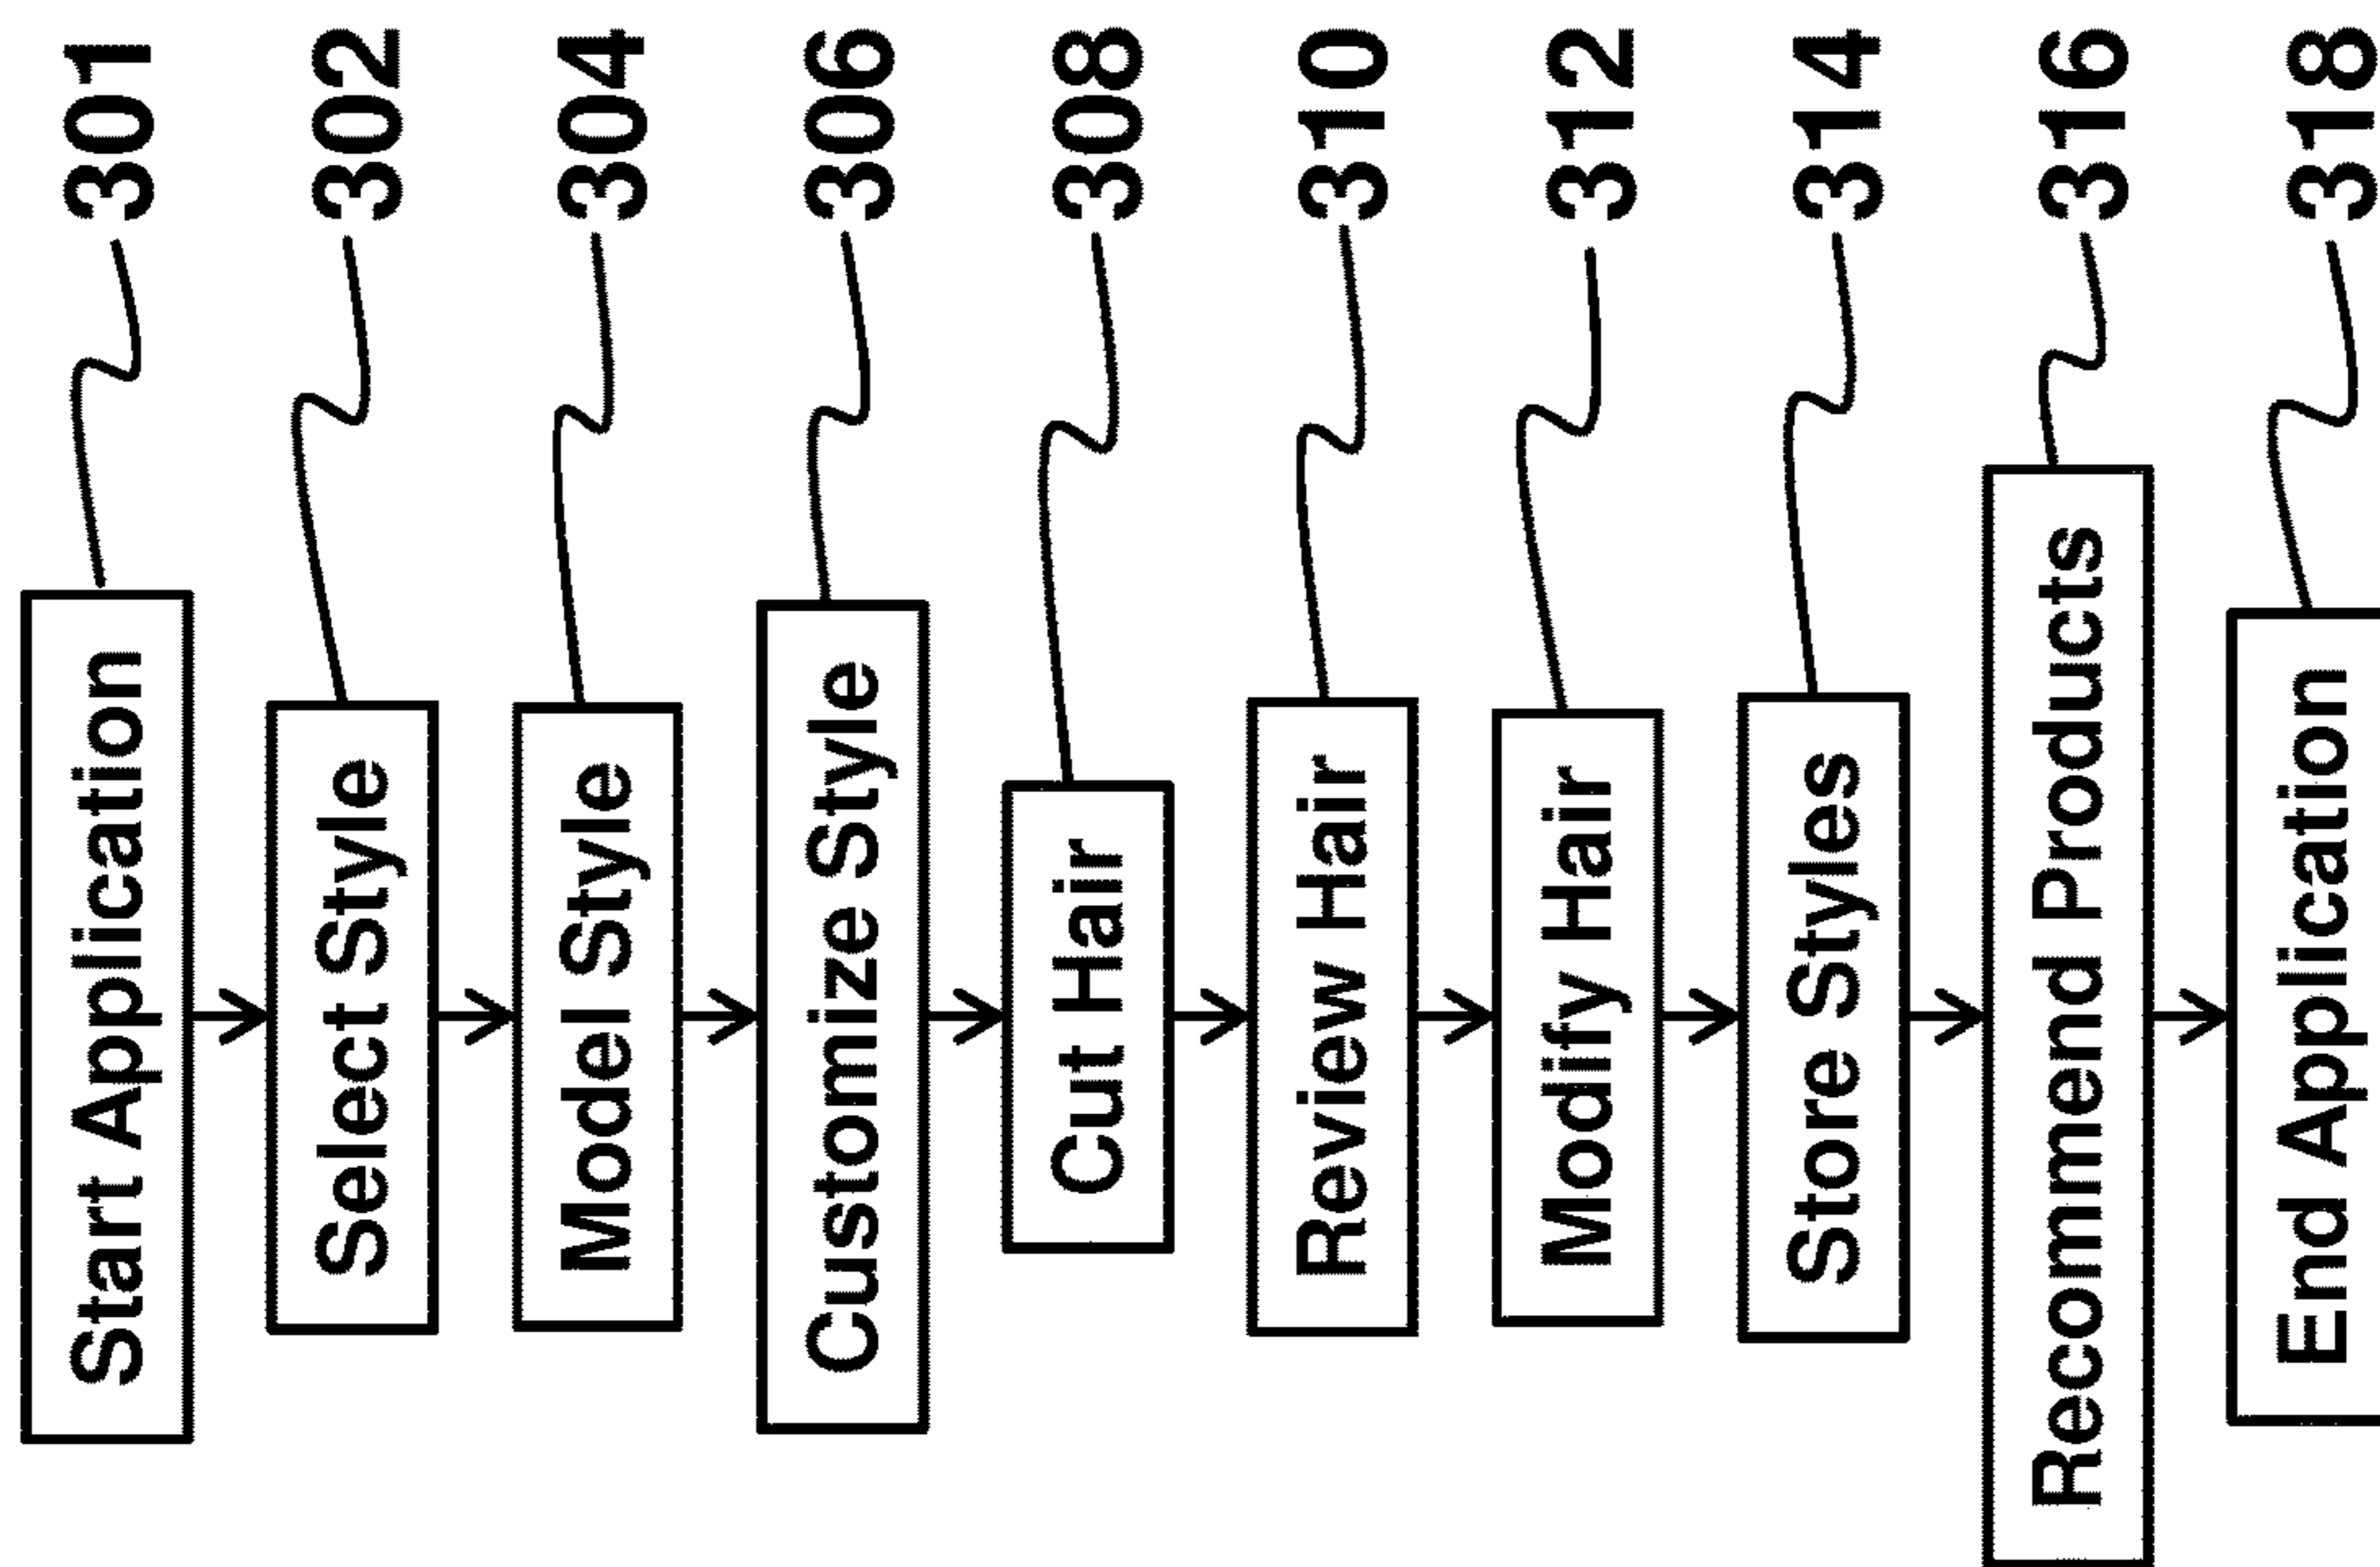 Start Application 301
Select Style 302
Model Style 304
Customize Style 306
Cut Hair 308
Review Hair 310
Modify Hair 312
Store Styles 314
Recommend Products 316
End Application 318